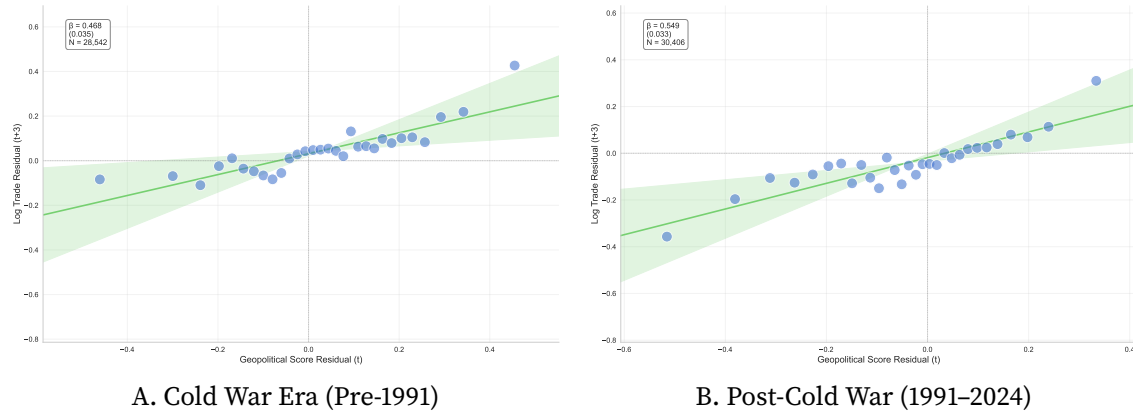 β = 0.468
(0.035)
N = 28,542
0.6
0.4
0.2
0.0
−0.2
−0.4
−0.6
−0.8
−0.4
−0.2
0.0
0.2
0.4
Log Trade Residual (t+3)
Geopolitical Score Residual (t)
A. Cold War Era (Pre-1991)
β = 0.549
(0.033)
N = 30,406
0.6
0.4
0.2
0.0
−0.2
−0.4
−0.6
−0.8
−0.6
−0.4
−0.2
0.0
0.2
0.4
Log Trade Residual (t+3)
Geopolitical Score Residual (t)
B. Post-Cold War (1991–2024)